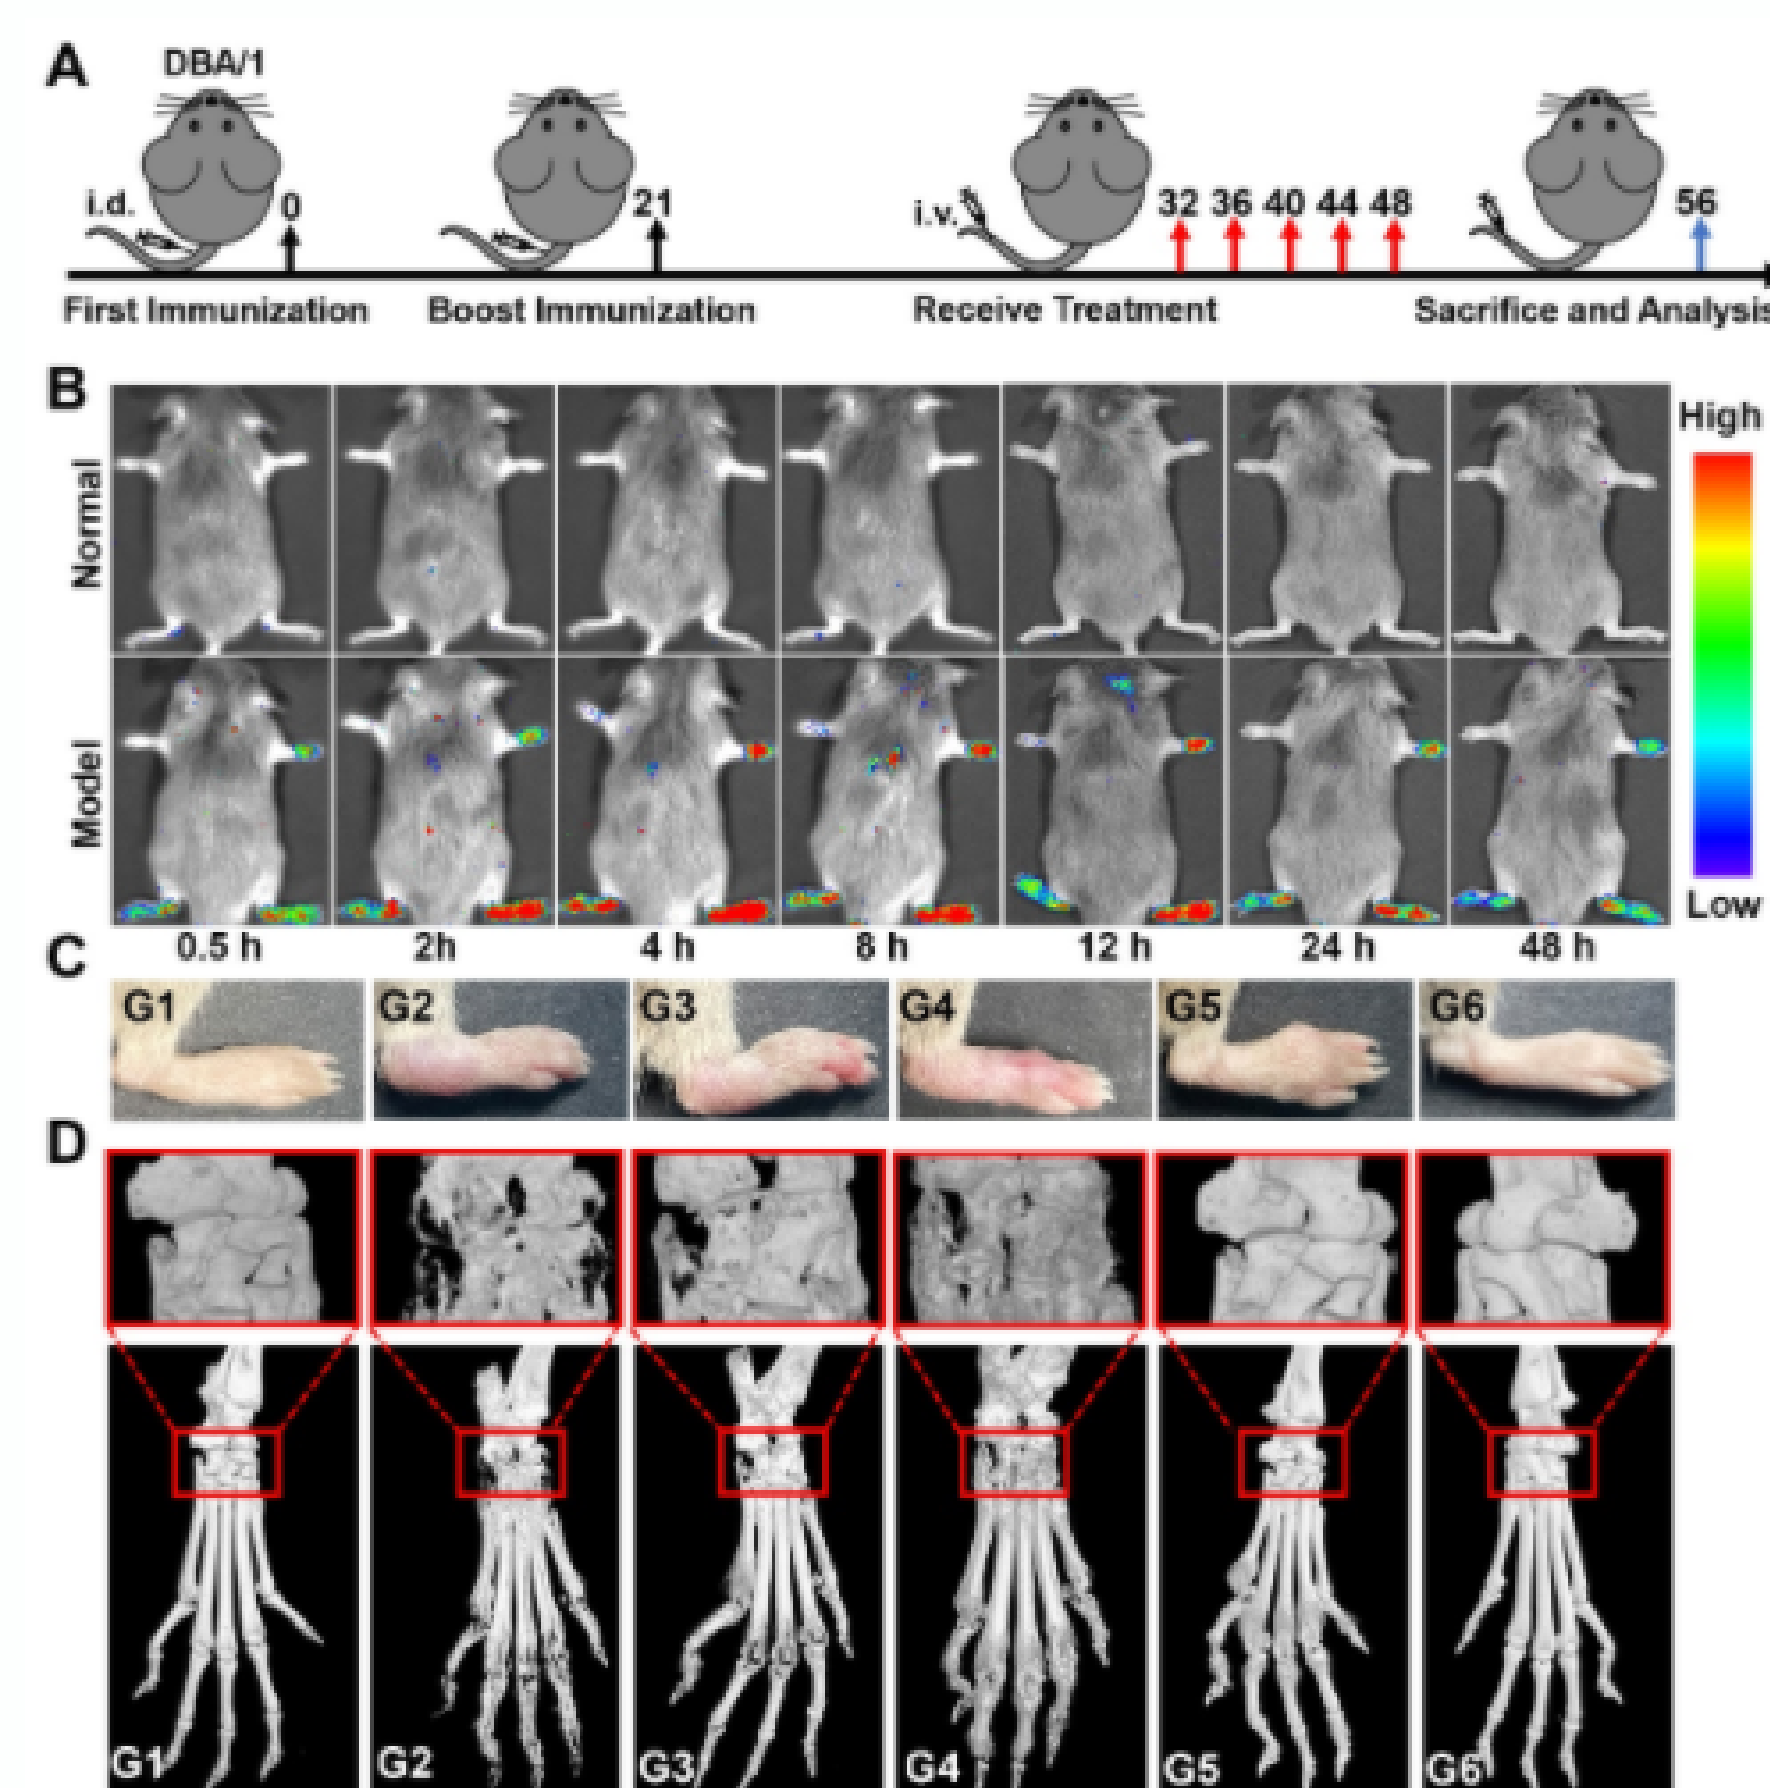 A
DBA/1
i.d.
0
21
i.v.
32 36 40 44 48
56
First Immunization
Boost Immunization
Receive Treatment
Sacrifice and Analysis
B
High
Normal
Model
Low
0.5 h
2h
4 h
8 h
12 h
24 h
48 h
C
G1
G2
G3
G4
G5
G6
D
G1
G2
G3
G4
G5
G6